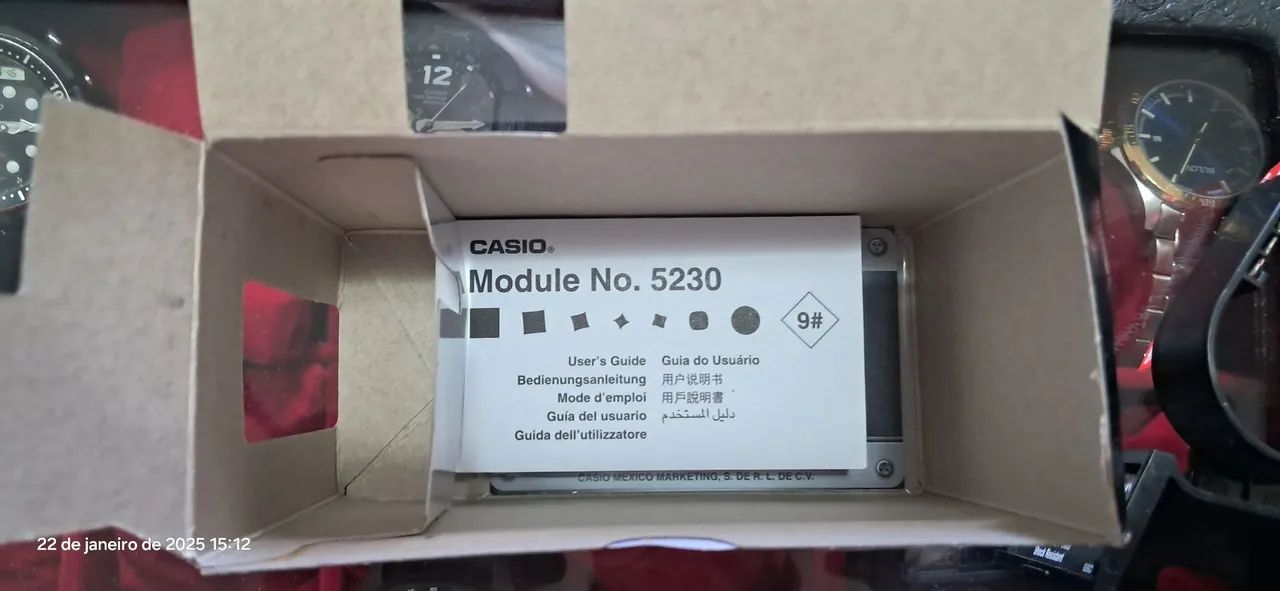 12
CASIO®
Module No. 5230
9#
User's Guide
Bedienungsanleitung
Mode d'emploi
Guía del usuario
Guida dell'utilizzatore
Guia do Usuário
用户说明书
用戶說明書
دليل المستخدم
CASIO MEXICO MARKETING, S. DE R. L. DE C.V.
22 de janeiro de 2025 15:12